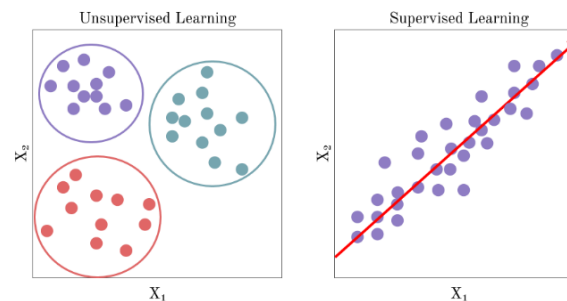 Unsupervised Learning
X₂
X₁
Supervised Learning
X₂
X₁